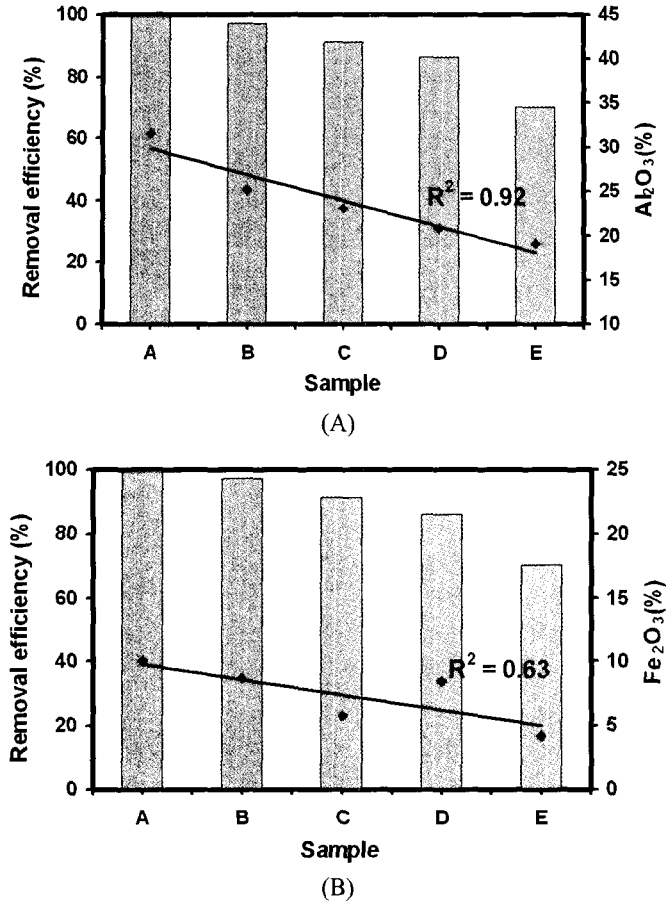 100
80
60
40
20
0
Removal efficiency (%)
45
40
35
30
25
20
15
10
Al₂O₃(%)
R² = 0.92
A B C D E
Sample
(A)
100
80
60
40
20
0
Removal efficiency (%)
25
20
15
10
5
0
Fe₂O₃(%)
R² = 0.63
A B C D E
Sample
(B)